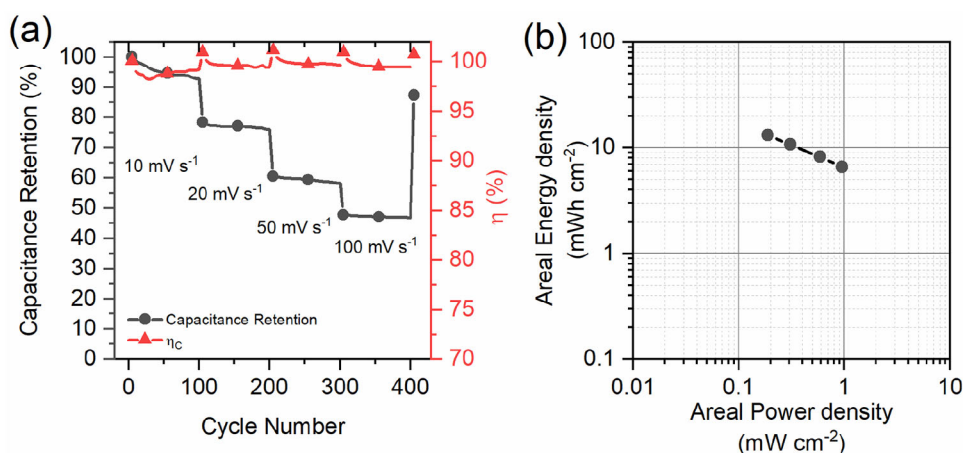 (a)
100
90
80
70
60
50
40
30
20
10
0
Capacitance Retention (%)
10 mV s⁻¹
20 mV s⁻¹
50 mV s⁻¹
100 mV s⁻¹
Capacitance Retention
ηC
0 100 200 300 400
Cycle Number
100
95
90
85
80
75
70
η (%)
(b)
100
10
1
0.1
Areal Energy density
(mWh cm⁻²)
0.01 0.1 1 10
Areal Power density
(mW cm⁻²)